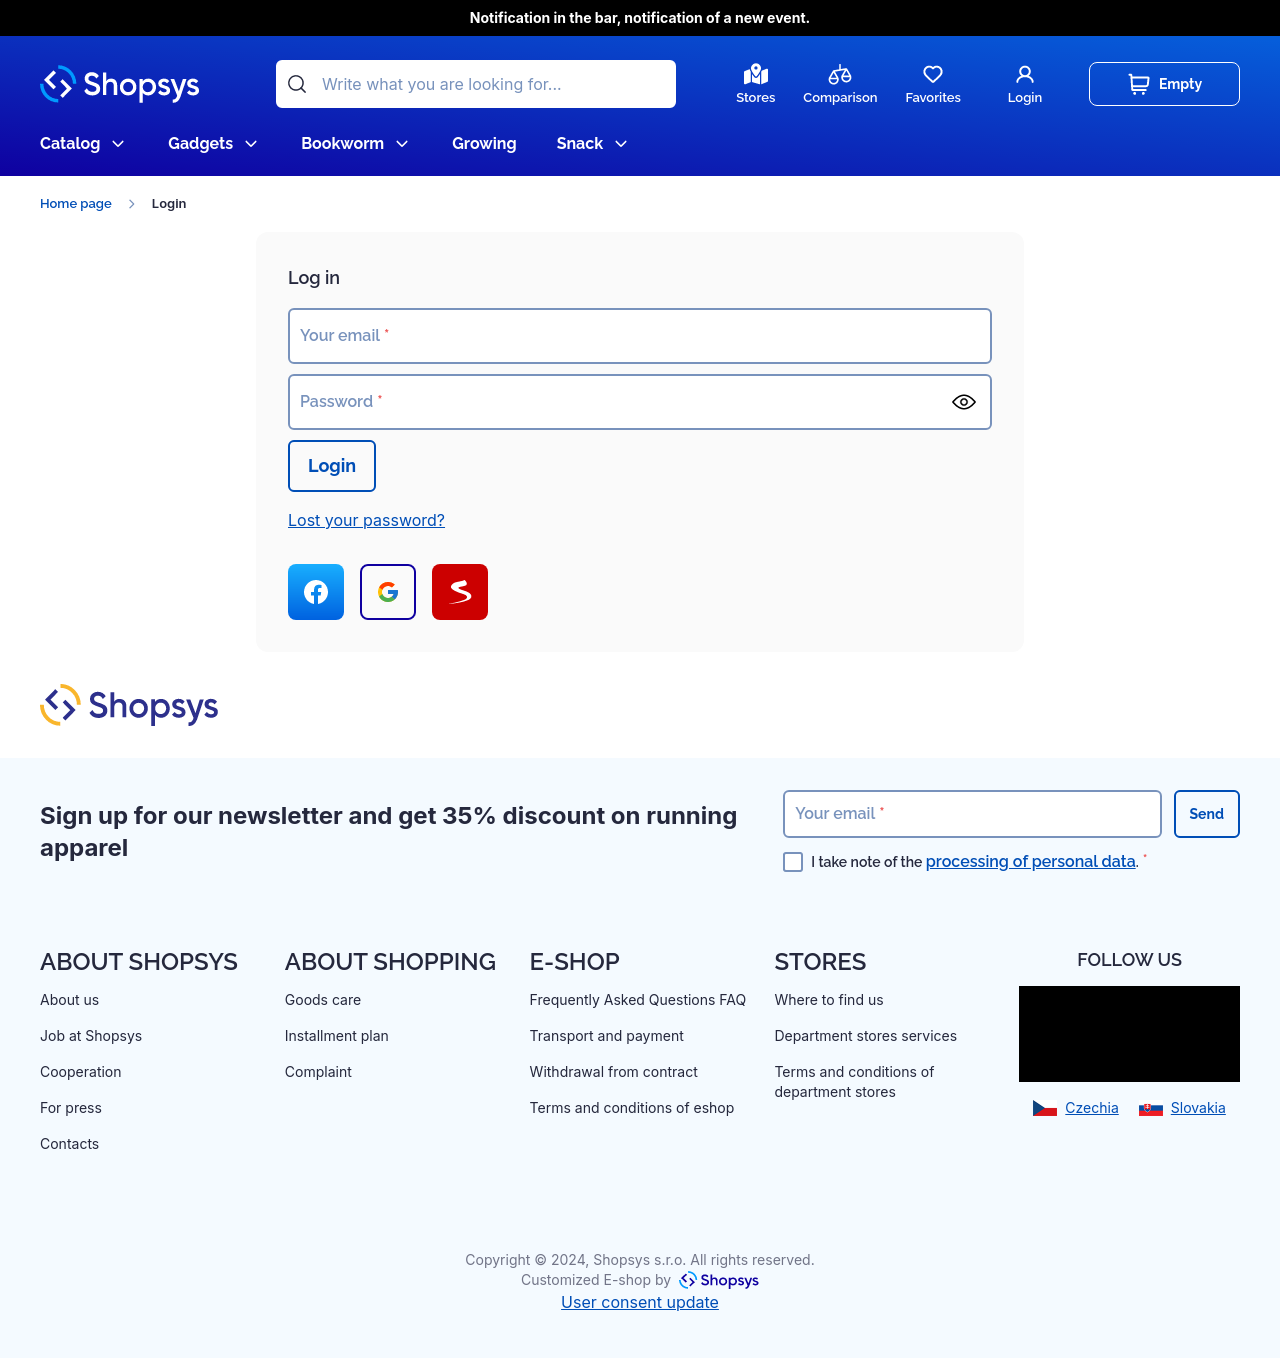 Notification in the bar, notification of a new event.
Shopsys
Write what you are looking for...
Stores
Comparison
Favorites
Login
Empty
Catalog
Gadgets
Bookworm
Growing
Snack
Home page
Login
Log in
Your email *
Password *
Login
Lost your password?
Shopsys
Sign up for our newsletter and get 35% discount on running
apparel
Your email *
Send
I take note of the processing of personal data. *
ABOUT SHOPSYS
About us
Job at Shopsys
Cooperation
For press
Contacts
ABOUT SHOPPING
Goods care
Installment plan
Complaint
E-SHOP
Frequently Asked Questions FAQ
Transport and payment
Withdrawal from contract
Terms and conditions of eshop
STORES
Where to find us
Department stores services
Terms and conditions of
department stores
FOLLOW US
Czechia
Slovakia
Copyright © 2024, Shopsys s.r.o. All rights reserved.
Customized E-shop by Shopsys
User consent update